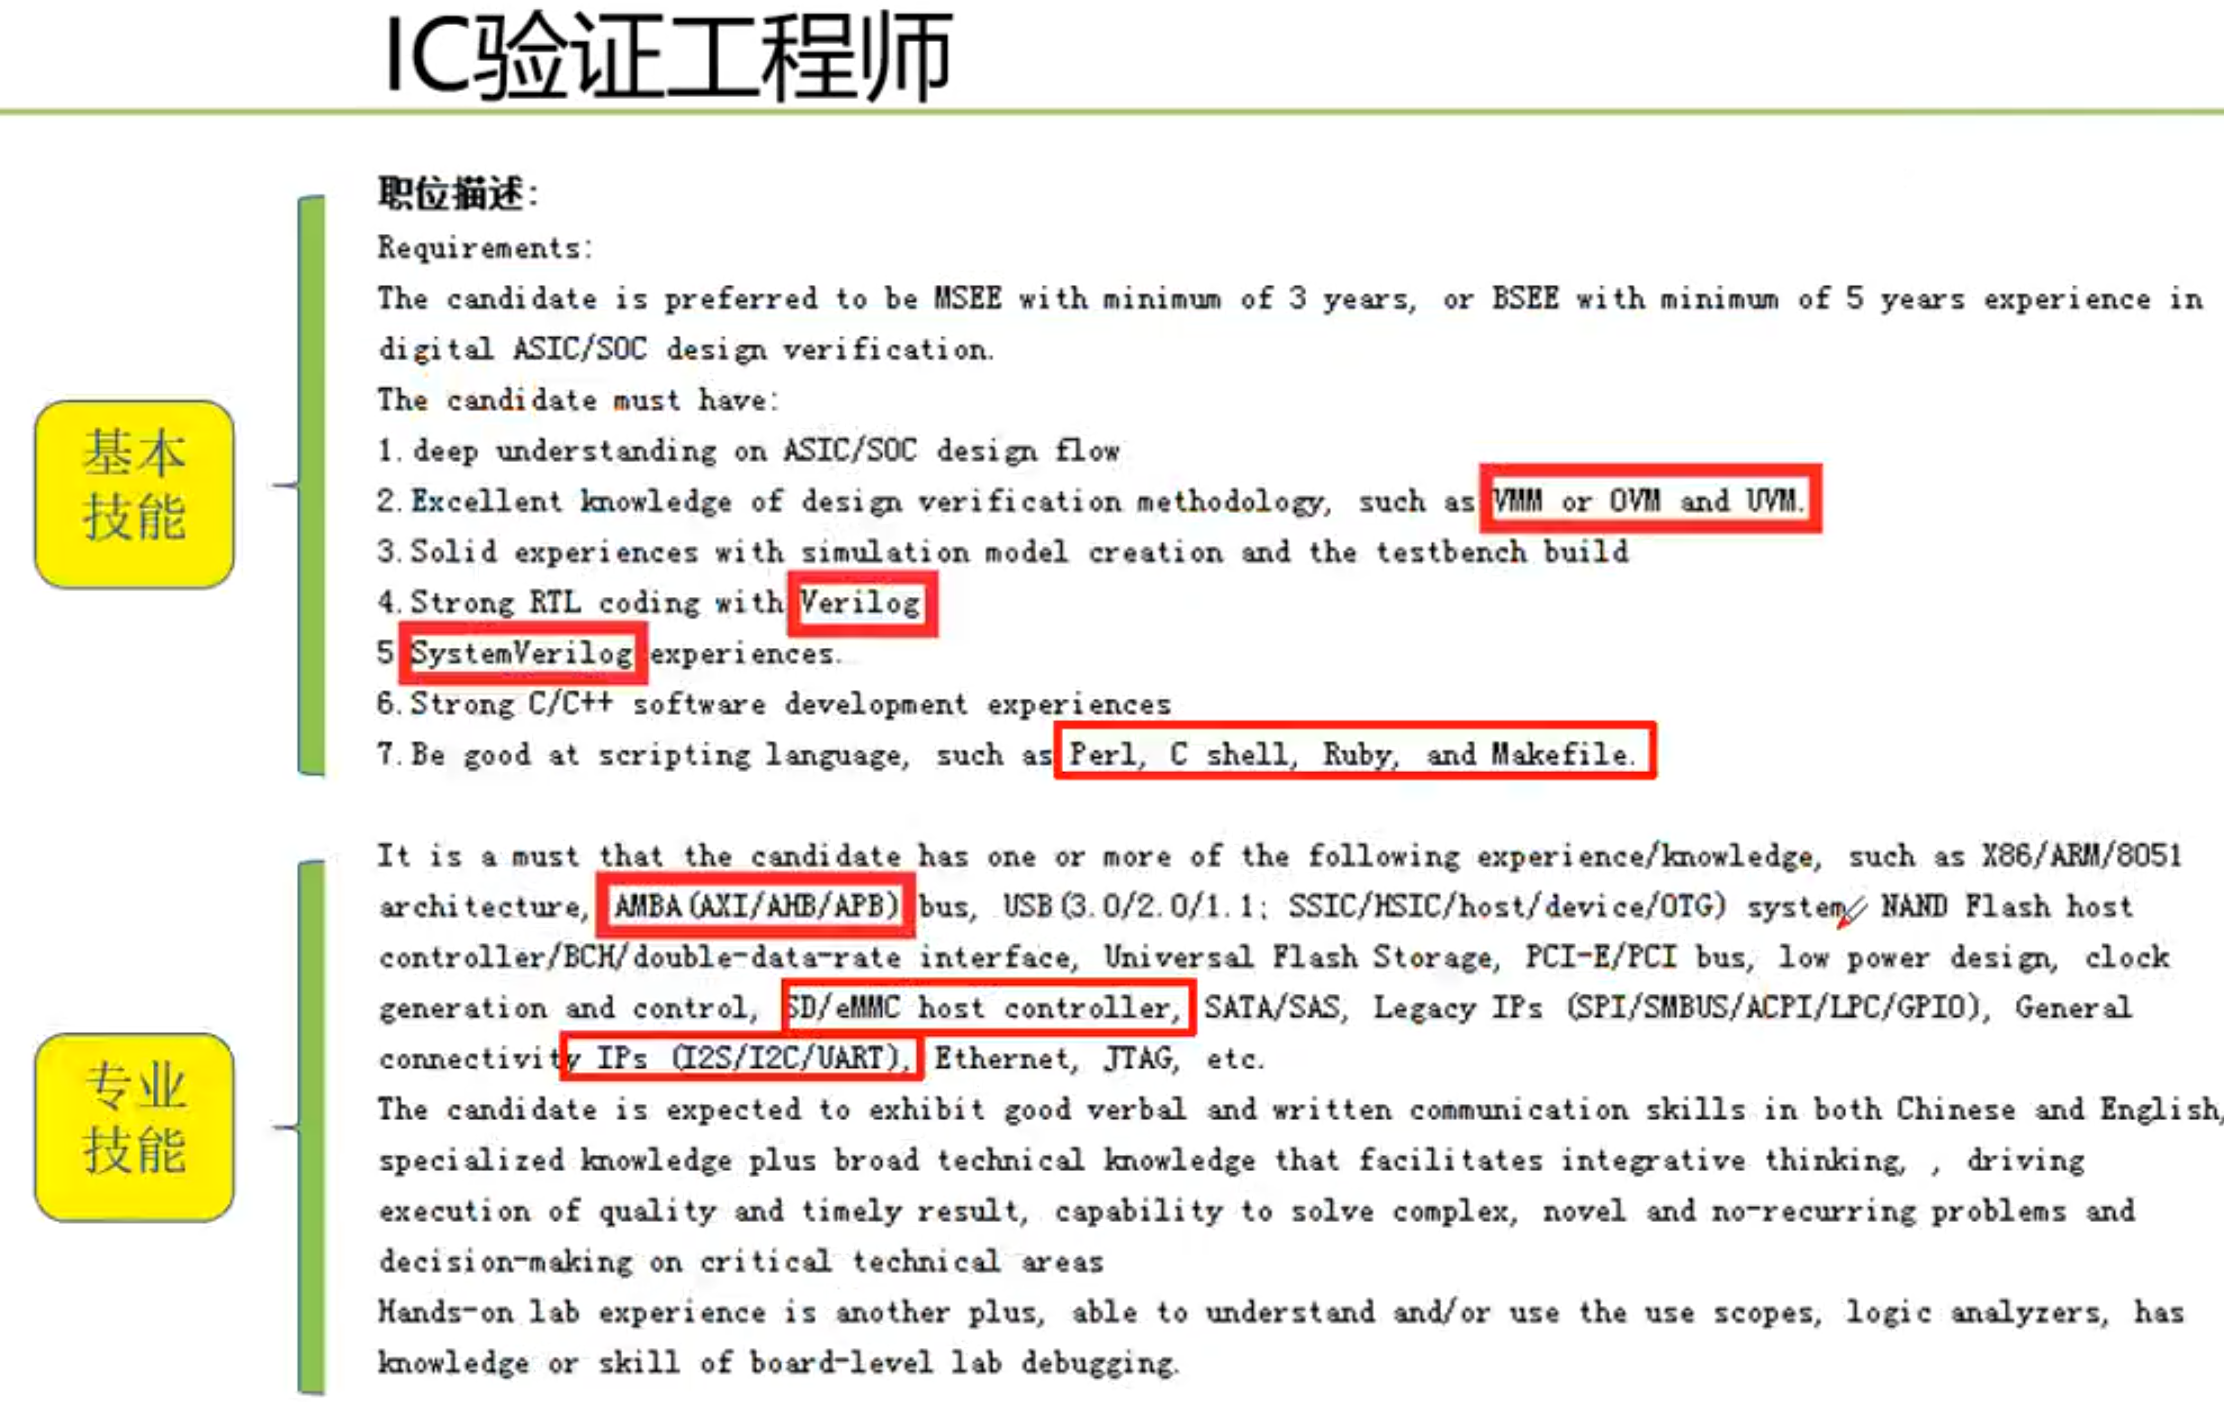 IC验证工程师
职位描述:
Requirements:
The candidate is preferred to be MSEE with minimum of 3 years, or BSEE with minimum of 5 years experience in
digital ASIC/SOC design verification.
The candidate must have:
基本
技能
1. deep understanding on ASIC/SOC design flow
2. Excellent knowledge of design verification methodology, such as VMM or OVM and UVM.
3. Solid experiences with simulation model creation and the testbench build
4. Strong RTL coding with Verilog
5 SystemVerilog experiences.
6. Strong C/C++ software development experiences
7. Be good at scripting language, such as Perl, C shell, Ruby, and Makefile.
It is a must that the candidate has one or more of the following experience/knowledge, such as X86/ARM/8051
architecture, AMBA(AXI/AHB/APB) bus, USB(3.0/2.0/1.1; SSIC/HSIC/host/device/OTG) system NAND Flash host
controller/BCH/double-data-rate interface, Universal Flash Storage, PCI-E/PCI bus, low power design, clock
generation and control, SD/eMMC host controller, SATA/SAS, Legacy IPs (SPI/SMBUS/ACPI/LPC/GPIO), General
connectivity IPs (I2S/I2C/UART), Ethernet, JTAG, etc.
专业
技能
The candidate is expected to exhibit good verbal and written communication skills in both Chinese and English,
specialized knowledge plus broad technical knowledge that facilitates integrative thinking, , driving
execution of quality and timely result, capability to solve complex, novel and no-recurring problems and
decision-making on critical technical areas
Hands-on lab experience is another plus, able to understand and/or use the use scopes, logic analyzers, has
knowledge or skill of board-level lab debugging.